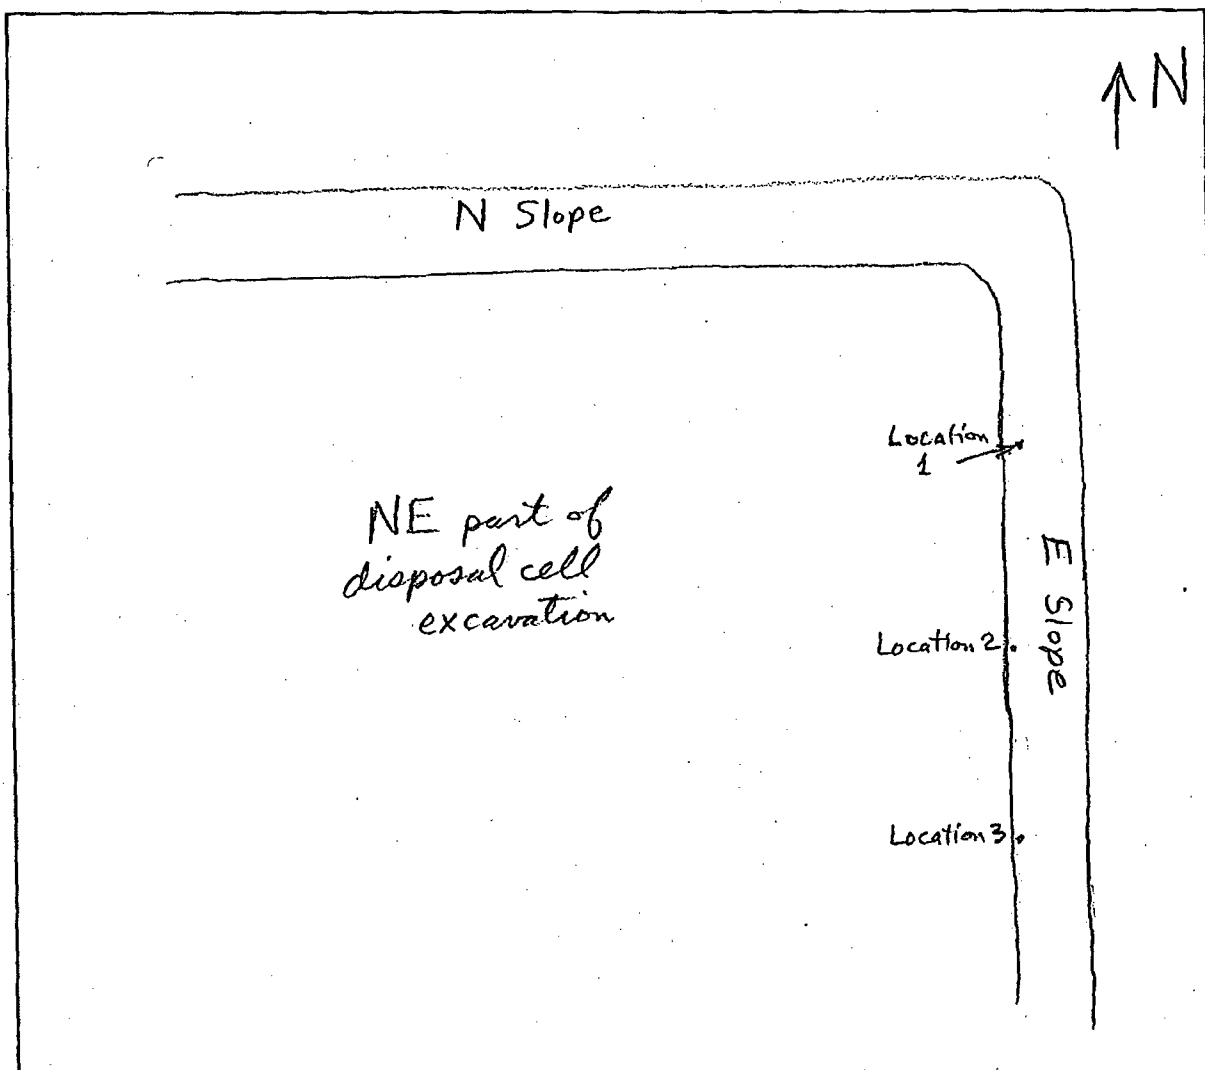 N
N Slope
Location
1
NE part of
disposal cell
excavation
E Slope
Location 2
Location 3